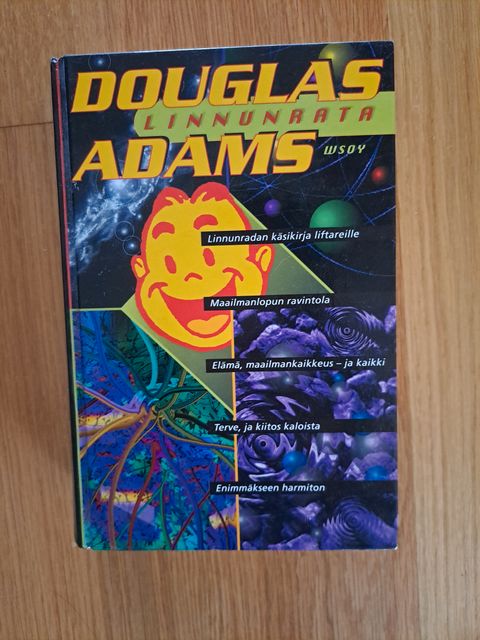 DOUGLAS
LINNUNRATA
ADAMS
WSOY
Linnunradan käsikirja liftareille
Maailmanlopun ravintola
Elämä, maailmankaikkeus – ja kaikki
Terve, ja kiitos kaloista
Enimmäkseen harmiton